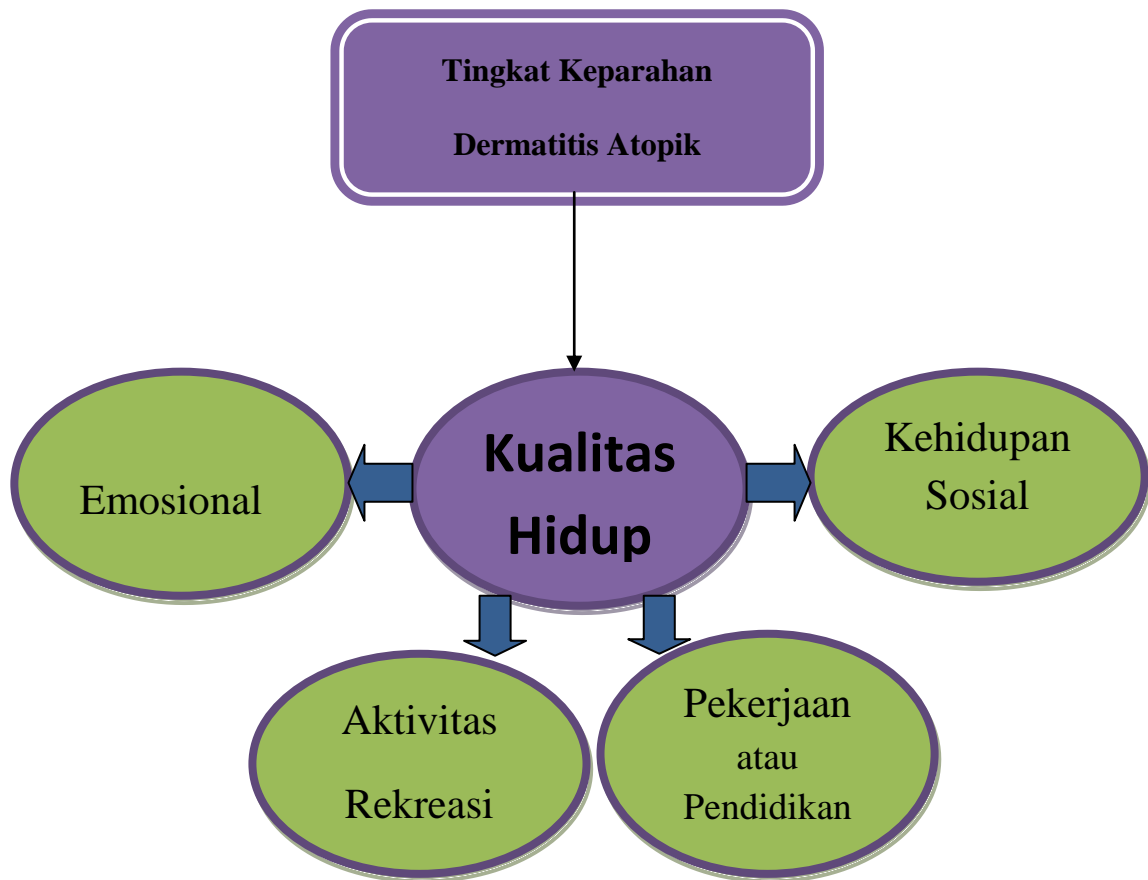 Tingkat Keparahan
Dermatitis Atopik
Kualitas
Hidup
Emosional
Kehidupan
Sosial
Aktivitas
Rekreasi
Pekerjaan
atau
Pendidikan